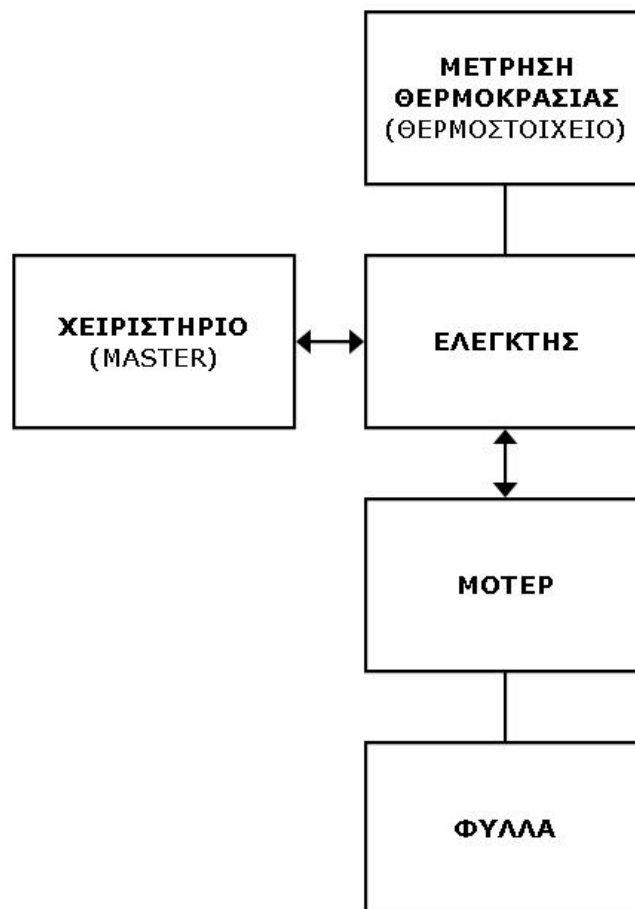 ΜΕΤΡΗΣΗ
ΘΕΡΜΟΚΡΑΣΙΑΣ
(ΘΕΡΜΟΣΤΟΙΧΕΙΟ)
ΧΕΙΡΙΣΤΗΡΙΟ
(MASTER)
ΕΛΕΓΚΤΗΣ
ΜΟΤΕΡ
ΦΥΛΛΑ